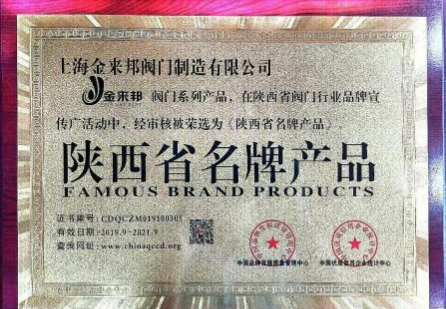 上海金来邦阀门制造有限公司
金来邦 阀门系列产品，在陕西省阀门行业品牌宣
传广活动中，经审核被荣选为《陕西省名牌产品》。
陕西省名牌产品
FAMOUS BRAND PRODUCTS
证书牌号：CDQCZM019100301
有效日期：2019.9-2021.9
查询网址：www.chinaqccd.org